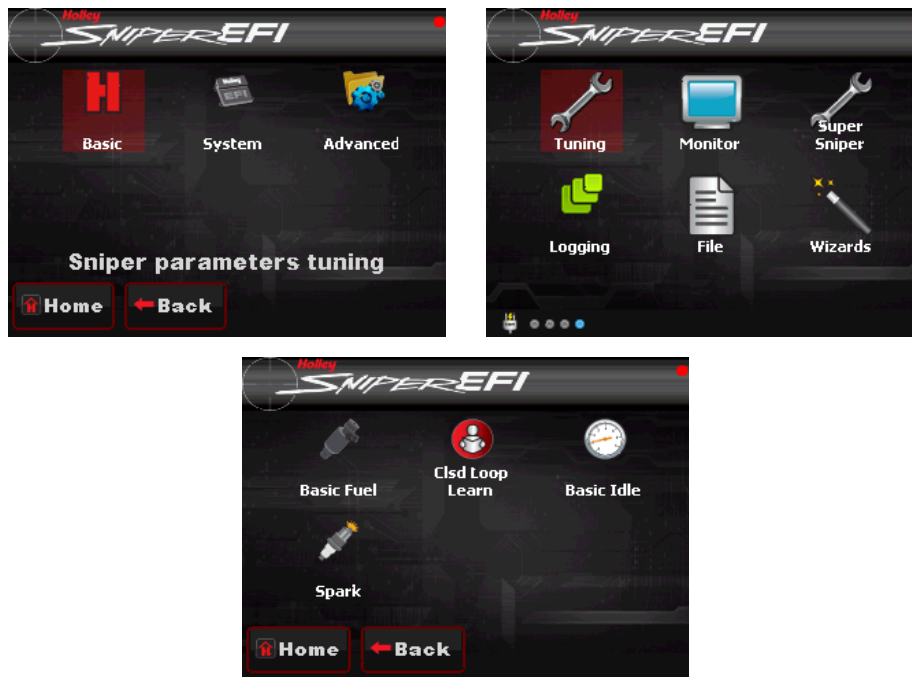 Holley
SNIPER EFI
Basic
System
Advanced
Sniper parameters tuning
Home
Back
Holley
SNIPER EFI
Tuning
Monitor
Super
Sniper
Logging
File
Wizards
Holley
SNIPER EFI
Basic Fuel
Clsd Loop
Learn
Basic Idle
Spark
Home
Back